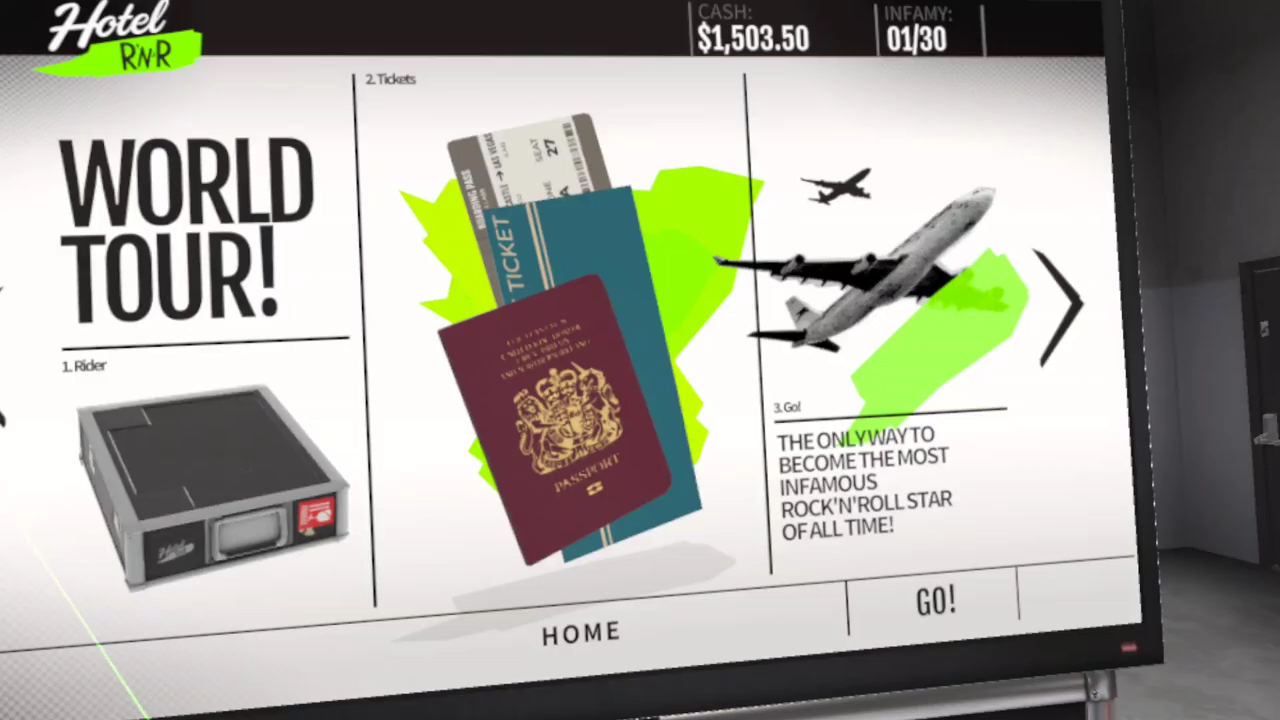 Hotel
R'N'R
CASH:
$1,503.50
INFAMY:
01/30
WORLD
TOUR!
1. Rider
2. Tickets
BOARDING PASS
LAS VEGAS
SEAT
27
A
TICKET
PASSPORT
3. Go!
THE ONLY WAY TO
BECOME THE MOST
INFAMOUS
ROCK'N'ROLL STAR
OF ALL TIME!
HOME
GO!